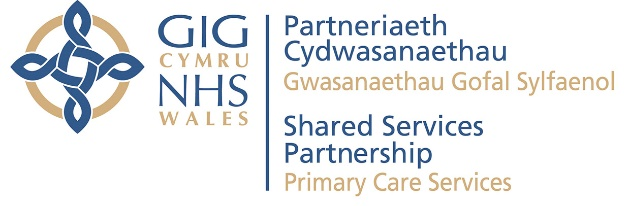 GIG
CYMRU
NHS
WALES
Partneriaeth
Cydwasanaethau
Gwasanaethau Gofal Sylfaenol
Shared Services
Partnership
Primary Care Services